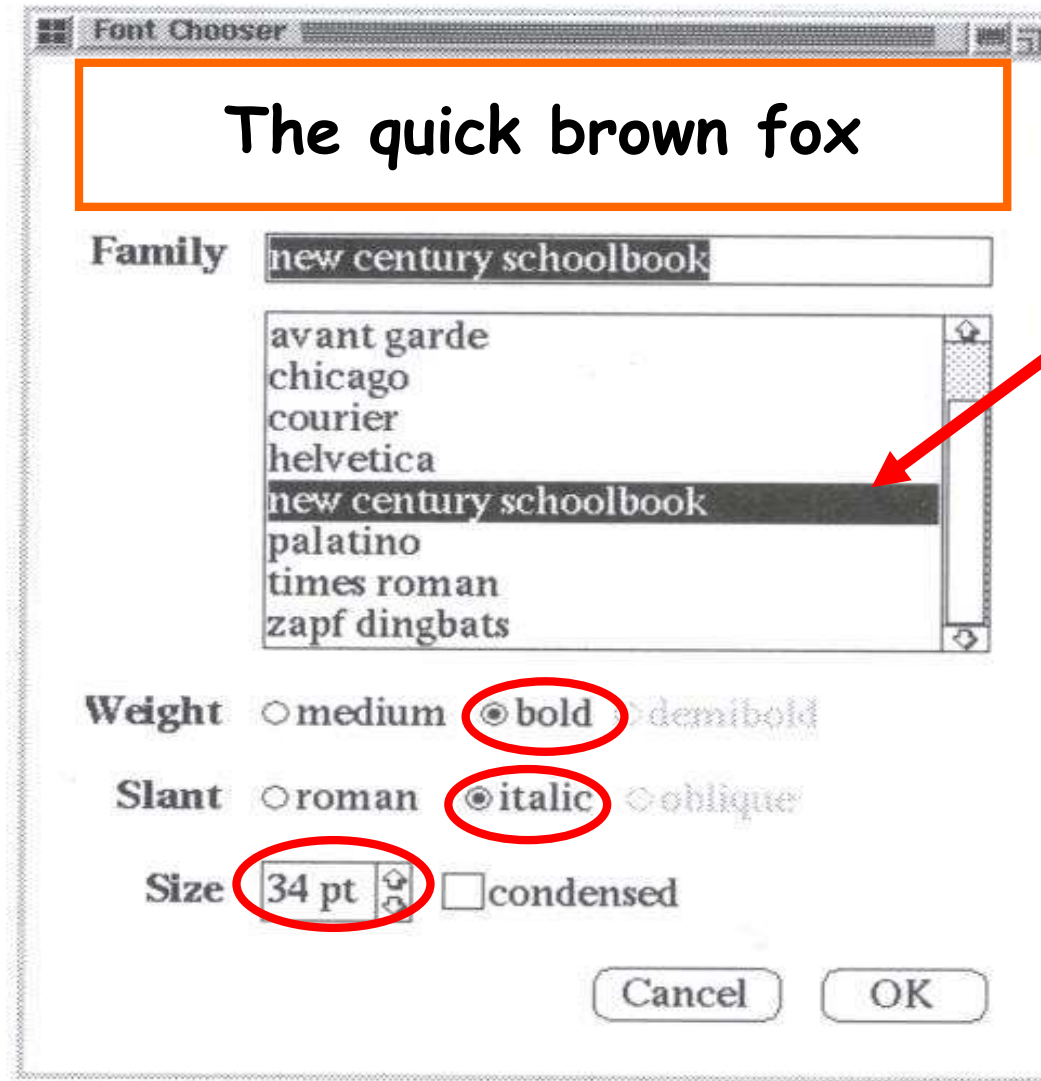 Font Chooser
The quick brown fox
Family new century schoolbook
avant garde
chicago
courier
helvetica
new century schoolbook
palatino
times roman
zapf dingbats
Weight medium bold demibold
Slant roman italic oblique
Size 34 pt condensed
Cancel OK